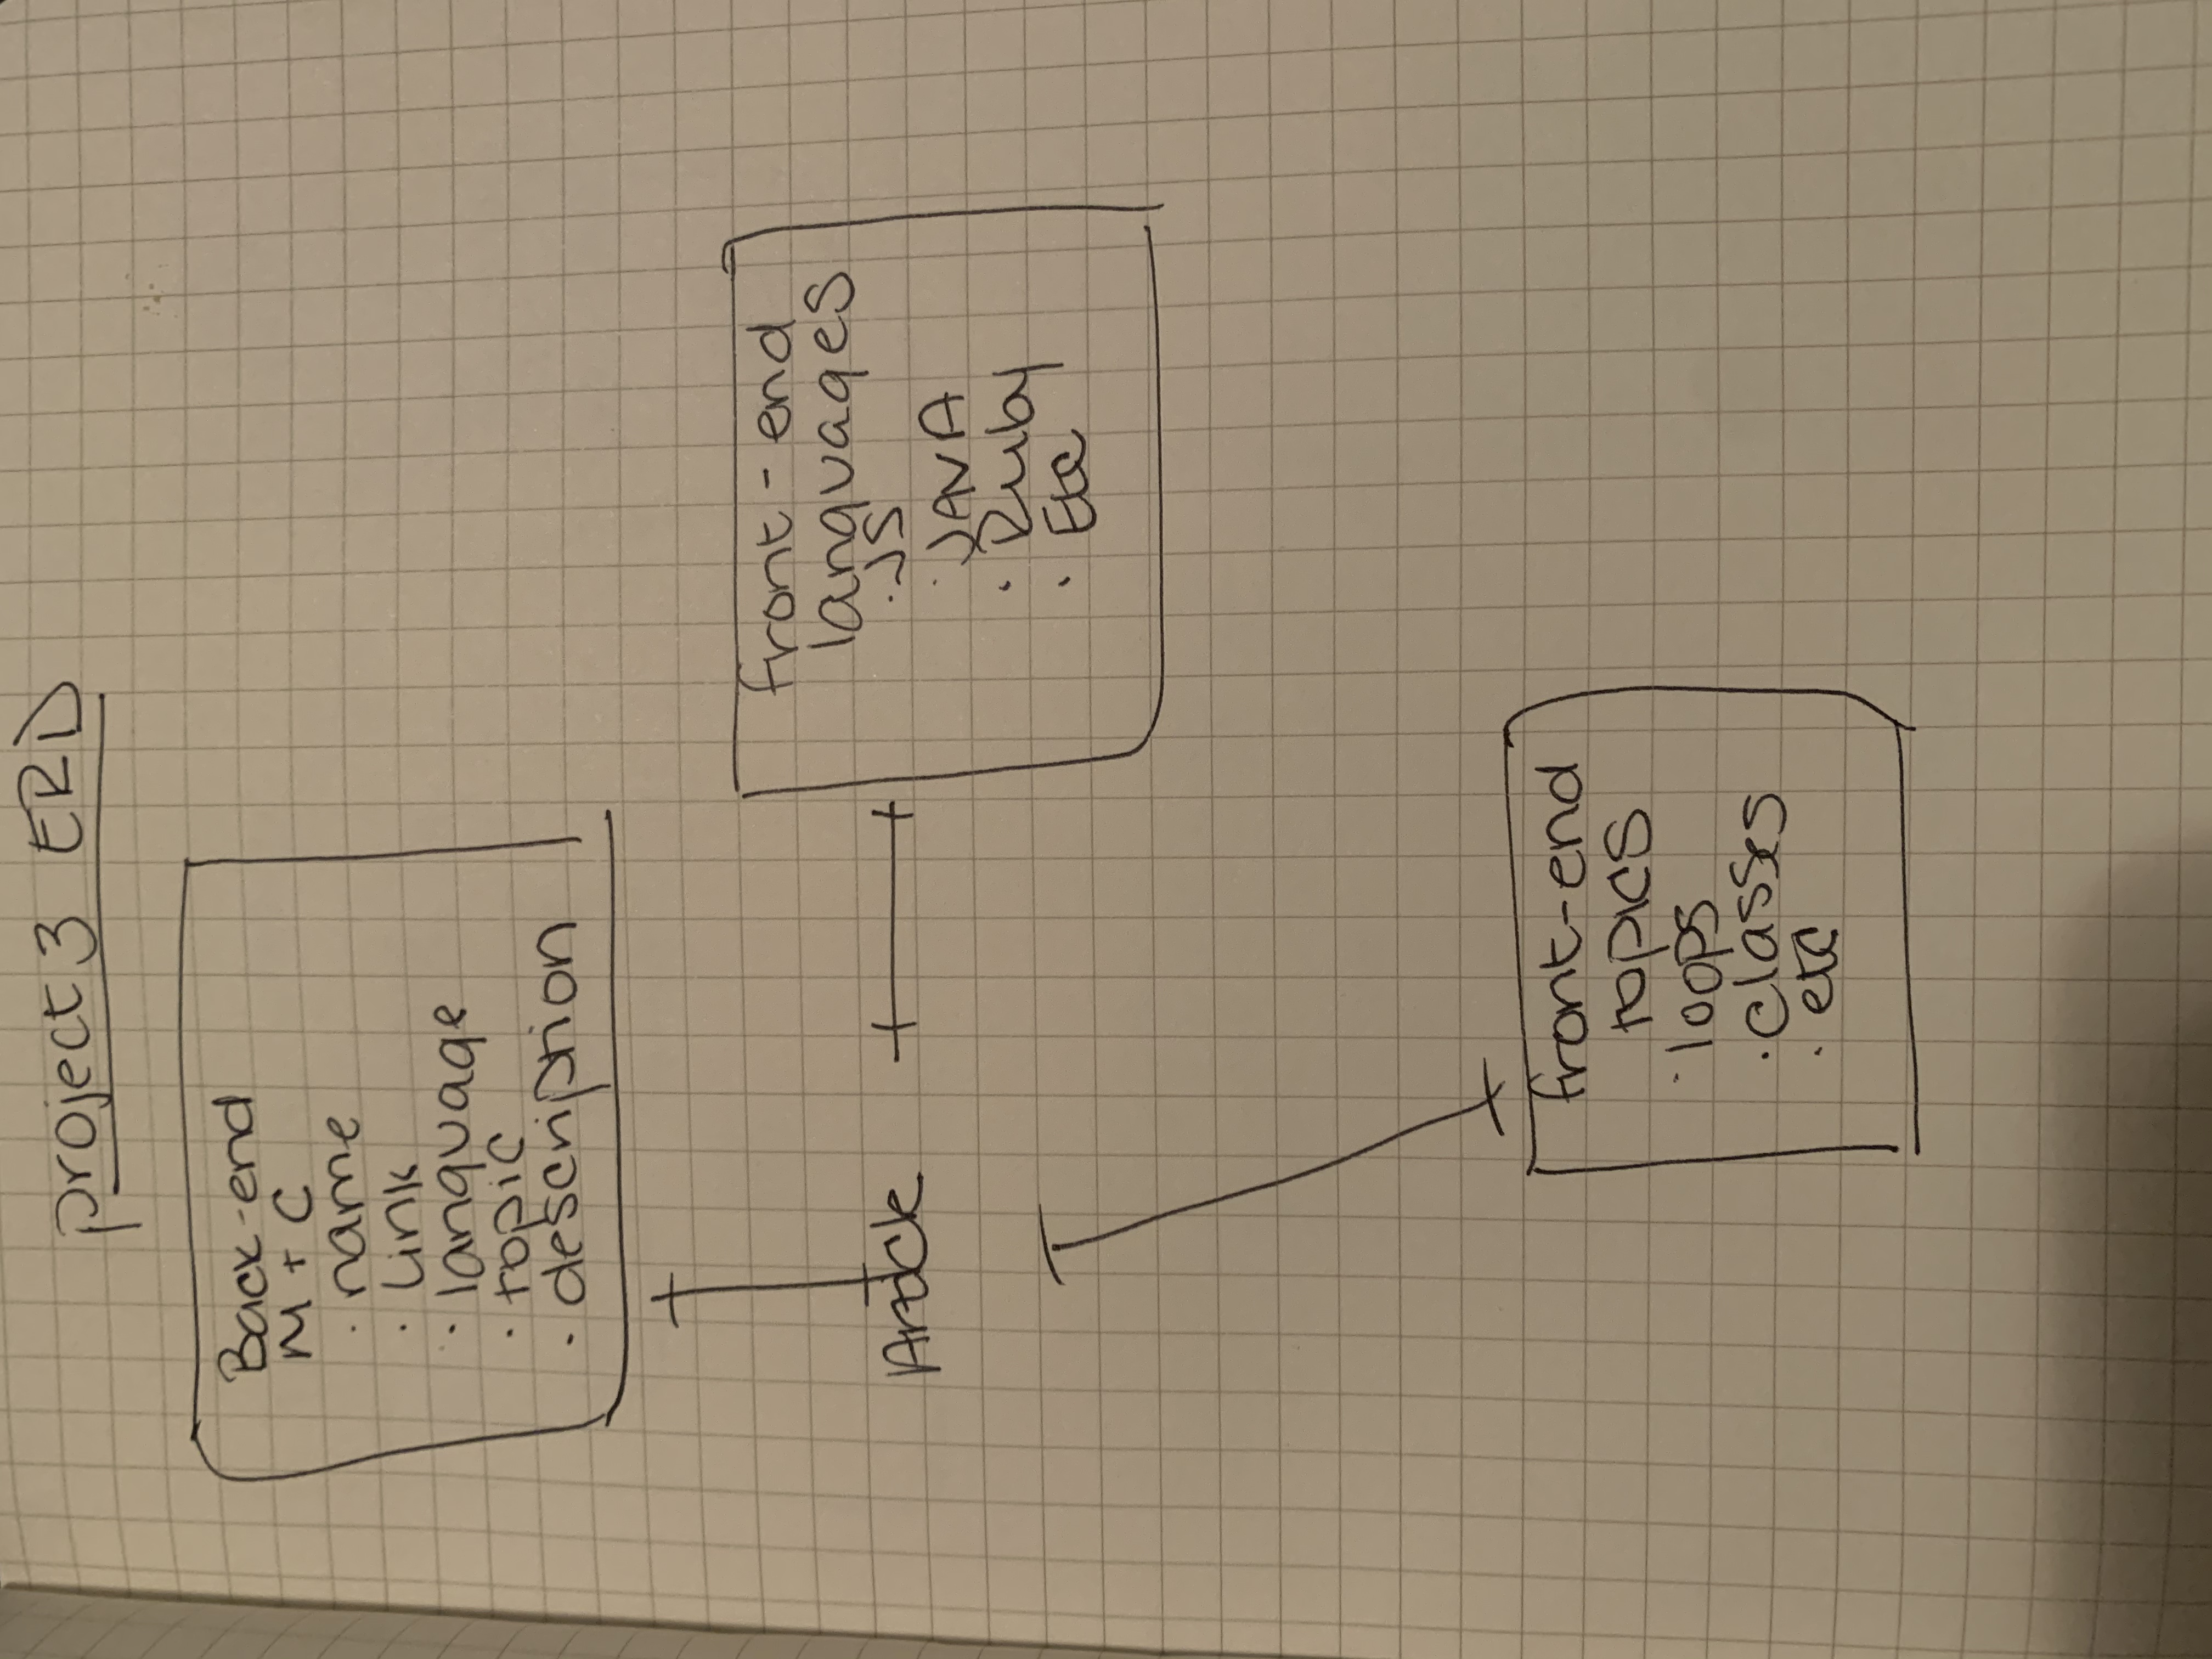 project 3 ERD
Back-end
M + C
· name
· Link
· language
· topic
· description
Article
front-end
languages
· JS
· JAVA
· Ruby
· Etc
front-end
topics
· loops
· classes
· etc